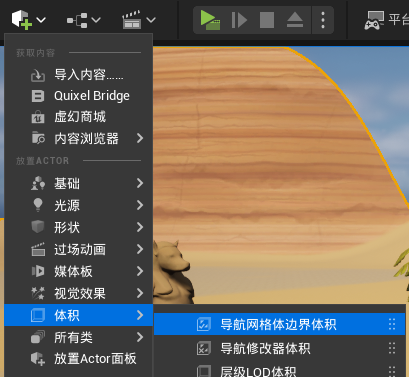 平台
获取内容
导入内容......
Quixel Bridge
虚幻商城
内容浏览器
放置ACTOR
基础
光源
形状
过场动画
媒体板
视觉效果
体积
导航网格体边界体积
所有类
导航修改器体积
放置Actor面板
层级LOD体积